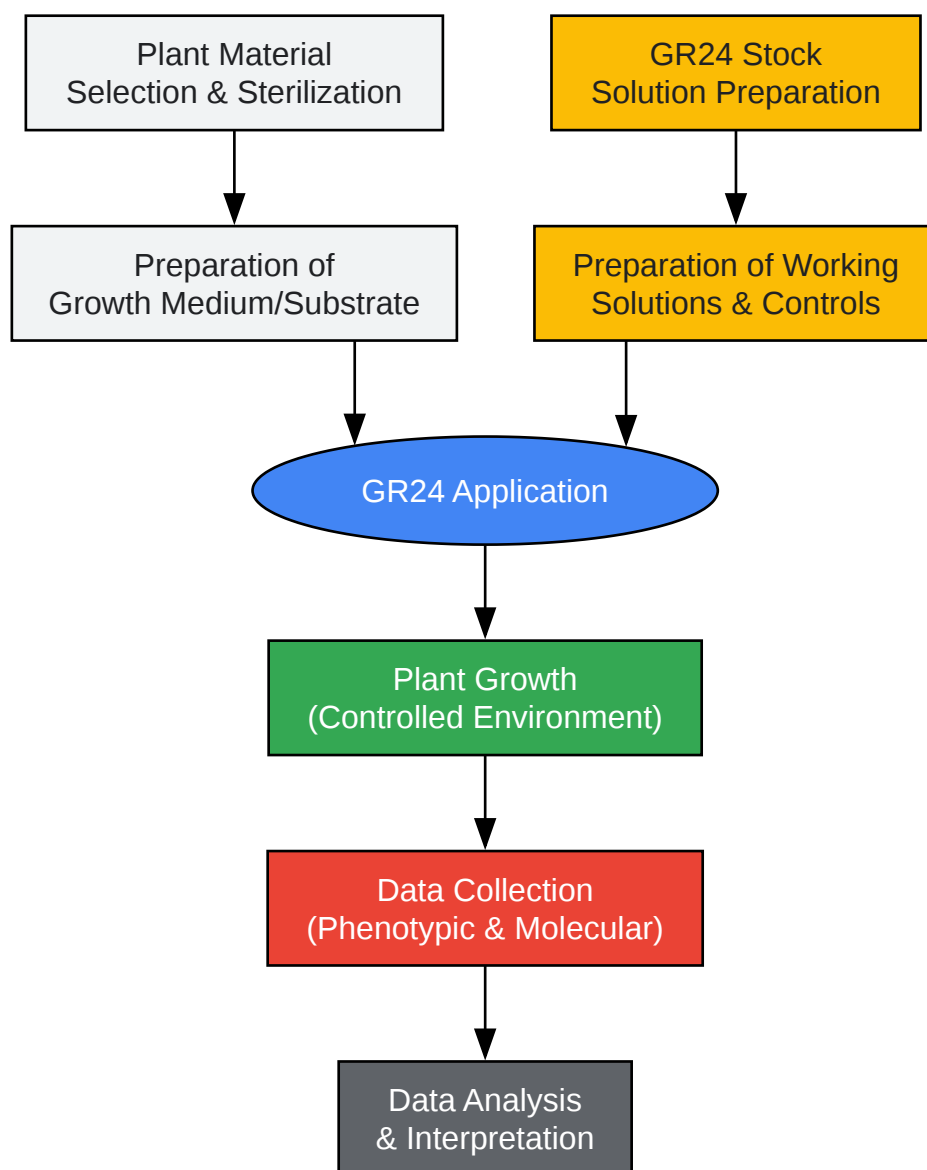 Plant Material
Selection & Sterilization
GR24 Stock
Solution Preparation
Preparation of
Growth Medium/Substrate
Preparation of Working
Solutions & Controls
GR24 Application
Plant Growth
(Controlled Environment)
Data Collection
(Phenotypic & Molecular)
Data Analysis
& Interpretation